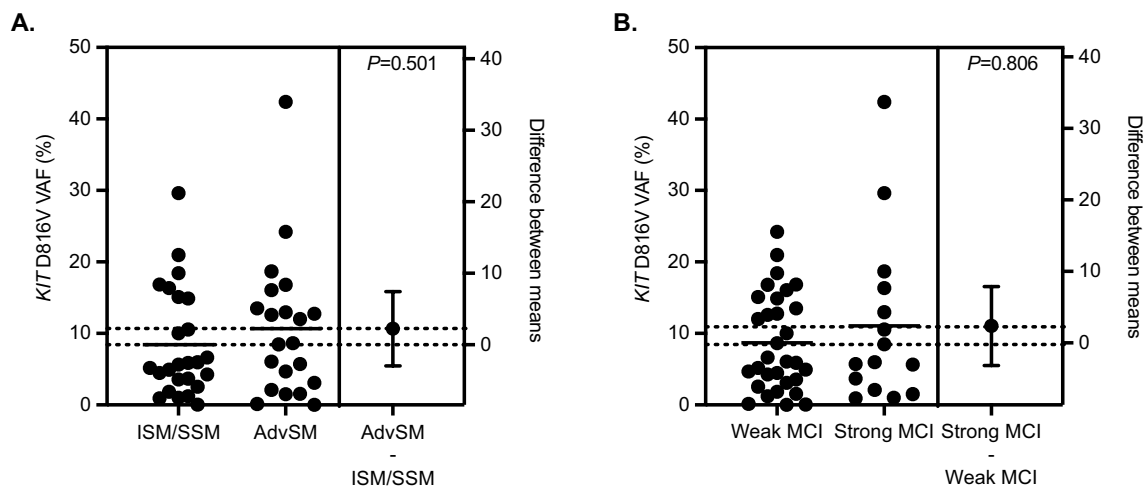 A.
50
40
30
20
10
0
KIT D816V VAF (%)
P=0.501
40
30
20
10
0
Difference between means
ISM/SSM
AdvSM
AdvSM
-
ISM/SSM
B.
50
40
30
20
10
0
KIT D816V VAF (%)
P=0.806
40
30
20
10
0
Difference between means
Weak MCI
Strong MCI
Strong MCI
-
Weak MCI